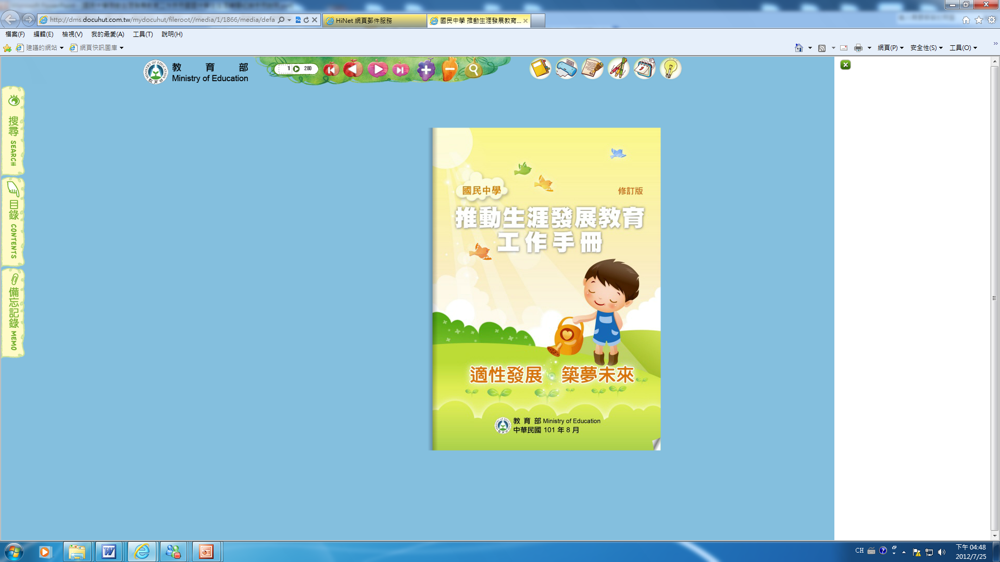 http://dms.docuhut.com.tw/mydocuhut/fileroot//media/1/1866/media/defa
HiNet 網頁郵件服務
國民中學 推動生涯發展教育...
檔案(F) 編輯(E) 檢視(V) 我的最愛(A) 工具(T) 說明(H)
建議的網站 網頁快訊圖庫
網頁(P) 安全性(S) 工具(O)
教育部
Ministry of Education
1 280
搜尋 SEARCH
目錄 CONTENTS
備忘記錄 MEMO
國民中學
修訂版
推動生涯發展教育
工作手冊
適性發展 築夢未來
教育部 Ministry of Education
中華民國 101 年 8 月
CH
下午 04:48
2012/7/25